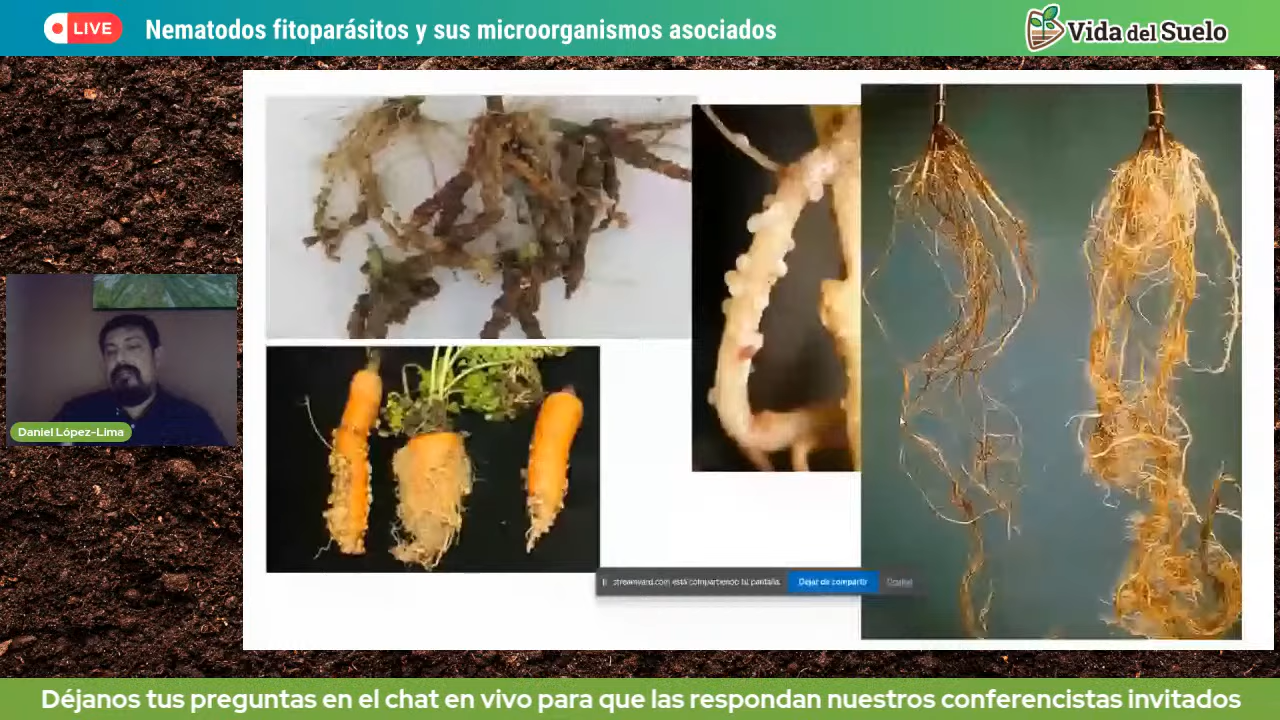 LIVE
Nematodos fitoparásitos y sus microorganismos asociados
Vida del Suelo
Daniel López-Lima
streamyard.com está compartiendo tu pantalla.
Dejar de compartir
Ocultar
Déjanos tus preguntas en el chat en vivo para que las respondan nuestros conferencistas invitados